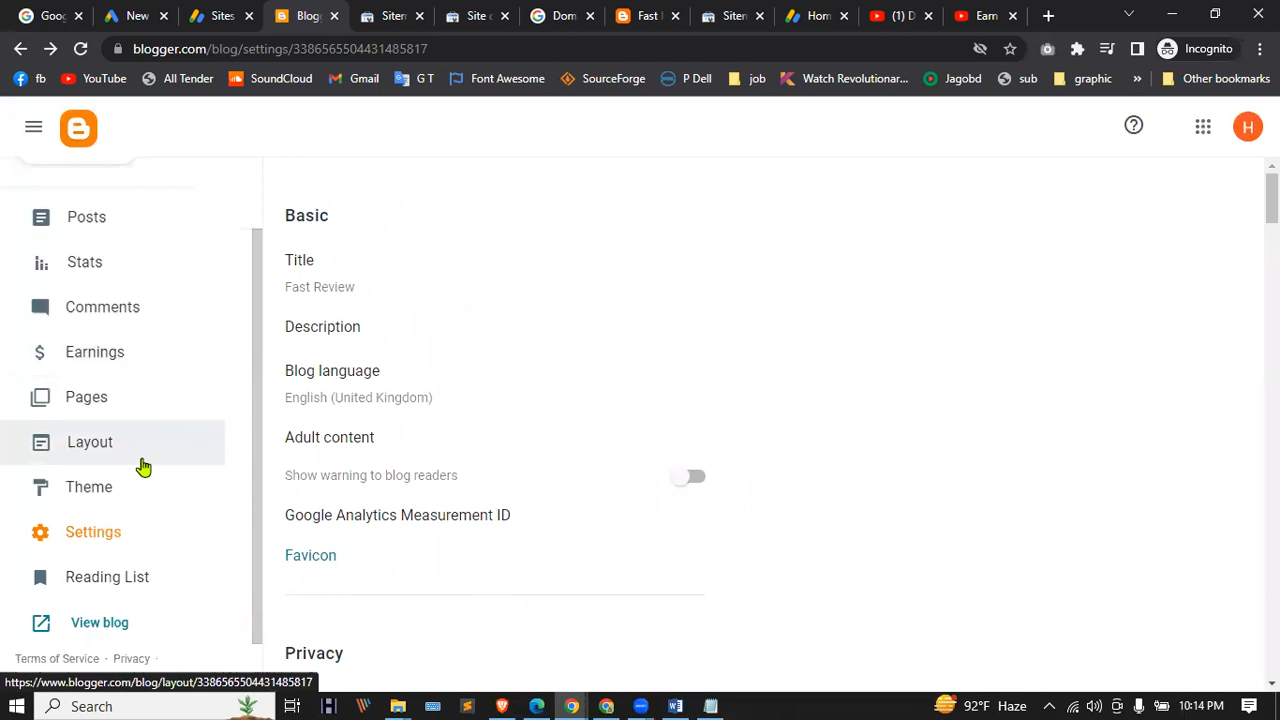 Goog
New
Sites
Blogg
Sitem
Site c
Dom
Fast R
Siten
Hom
(1) D
Earn
blogger.com/blog/settings/3386565504431485817
Incognito
fb
YouTube
All Tender
SoundCloud
Gmail
G T
Font Awesome
SourceForge
P Dell
job
Watch Revolutionar...
Jagobd
sub
graphic
»
Other bookmarks
H
Posts
Stats
Comments
Earnings
Pages
Layout
Theme
Settings
Reading List
View blog
Terms of Service · Privacy ·
Basic
Title
Fast Review
Description
Blog language
English (United Kingdom)
Adult content
Show warning to blog readers
Google Analytics Measurement ID
Favicon
Privacy
https://www.blogger.com/blog/layout/3386565504431485817
Search
92°F Haze
10:14 PM